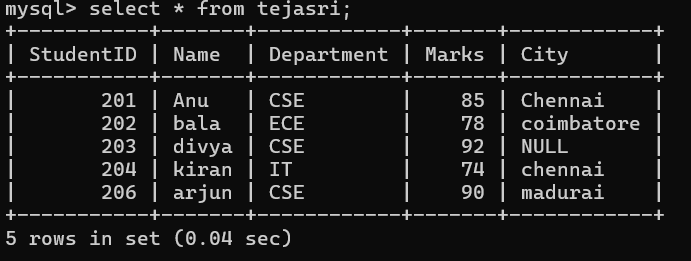 mysql> select * from tejasri;
+-----------+-------+------------+-------+------------+
| StudentID | Name  | Department | Marks | City       |
+-----------+-------+------------+-------+------------+
|       201 | Anu   | CSE        |    85 | Chennai    |
|       202 | bala  | ECE        |    78 | coimbatore |
|       203 | divya | CSE        |    92 | NULL       |
|       204 | kiran | IT         |    74 | chennai    |
|       206 | arjun | CSE        |    90 | madurai    |
+-----------+-------+------------+-------+------------+
5 rows in set (0.04 sec)